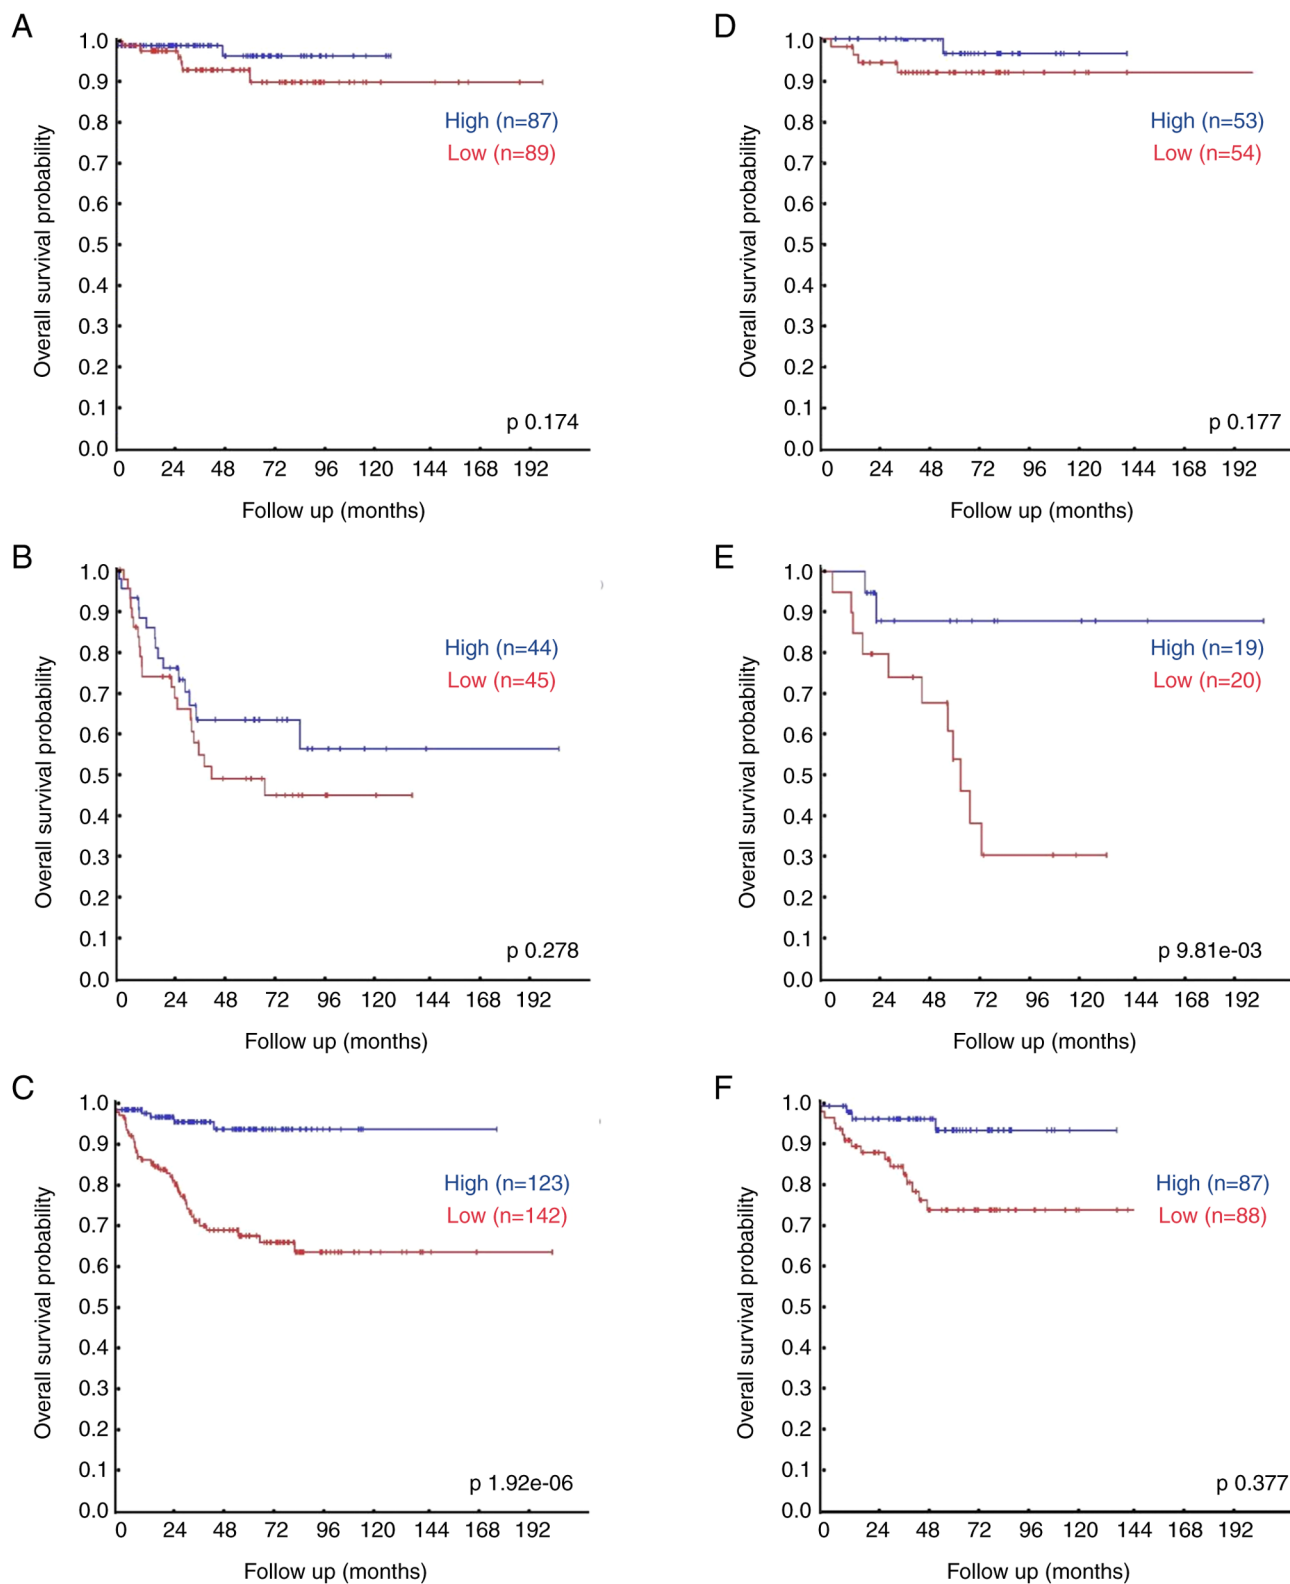 A
1.0
0.9
0.8
0.7
0.6
0.5
0.4
0.3
0.2
0.1
0.0
Overall survival probability
High (n=87)
Low (n=89)
p 0.174
0 24 48 72 96 120 144 168 192
Follow up (months)
D
1.0
0.9
0.8
0.7
0.6
0.5
0.4
0.3
0.2
0.1
0.0
Overall survival probability
High (n=53)
Low (n=54)
p 0.177
0 24 48 72 96 120 144 168 192
Follow up (months)
B
1.0
0.9
0.8
0.7
0.6
0.5
0.4
0.3
0.2
0.1
0.0
Overall survival probability
High (n=44)
Low (n=45)
p 0.278
0 24 48 72 96 120 144 168 192
Follow up (months)
E
1.0
0.9
0.8
0.7
0.6
0.5
0.4
0.3
0.2
0.1
0.0
Overall survival probability
High (n=19)
Low (n=20)
p 9.81e-03
0 24 48 72 96 120 144 168 192
Follow up (months)
C
1.0
0.9
0.8
0.7
0.6
0.5
0.4
0.3
0.2
0.1
0.0
Overall survival probability
High (n=123)
Low (n=142)
p 1.92e-06
0 24 48 72 96 120 144 168 192
Follow up (months)
F
1.0
0.9
0.8
0.7
0.6
0.5
0.4
0.3
0.2
0.1
0.0
Overall survival probability
High (n=87)
Low (n=88)
p 0.377
0 24 48 72 96 120 144 168 192
Follow up (months)